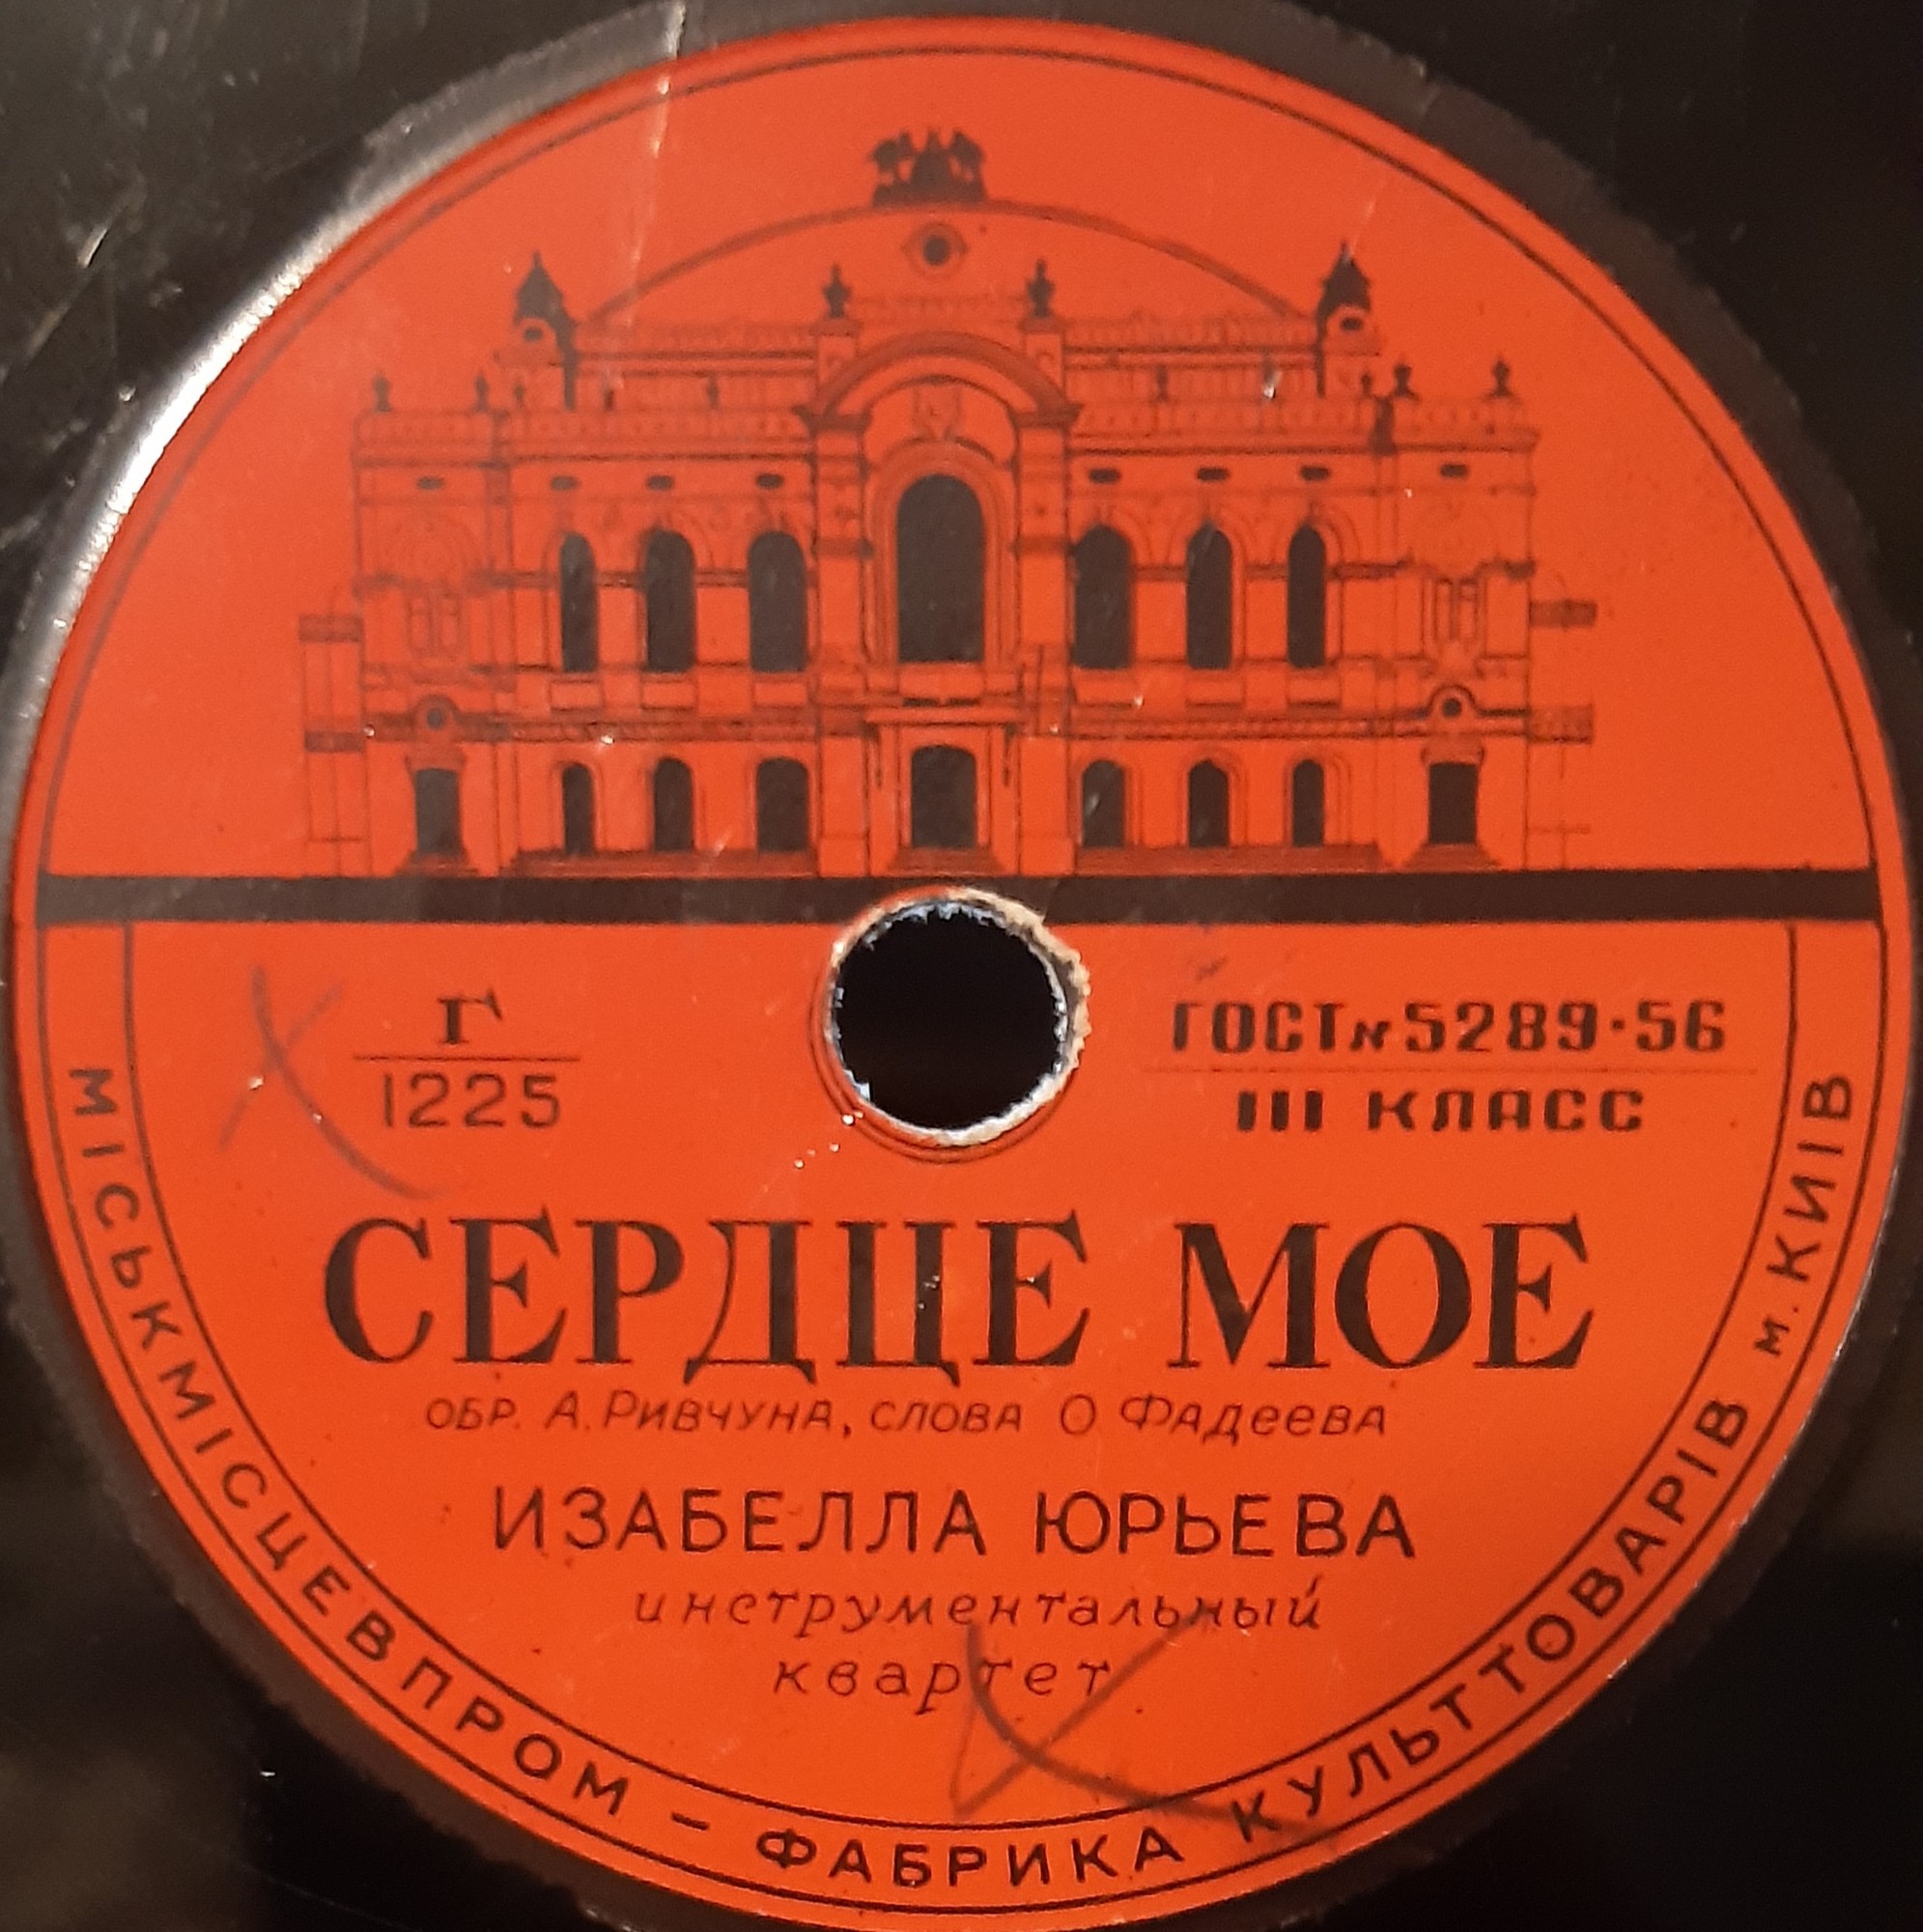 Г
1225
ГОСТ № 5289·56
III КЛАСС
СЕРДЦЕ МОЕ
ОБР. А. РИВЧУНА, СЛОВА О ФАДеевА
ИЗАБЕЛЛА ЮРЬЕВА
инструментальный
квартет
МІСЬКМІСЦЕВПРОМ – ФАБРИКА КУЛЬТТОВАРІВ м. КИІВ